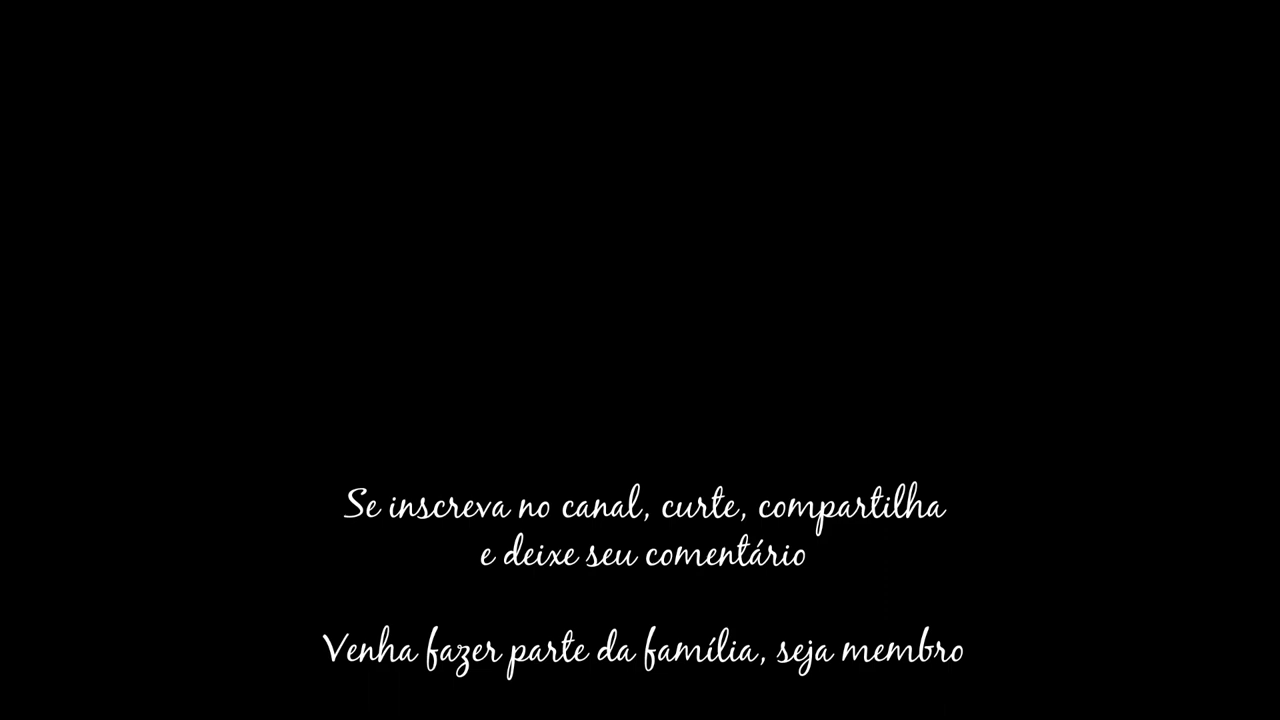 Se inscreva no canal, curte, compartilha
e deixe seu comentário
Venha fazer parte da família, seja membro